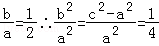 b/a = 1/2 ∴ b²/a² = (c²-a²)/a² = 1/4